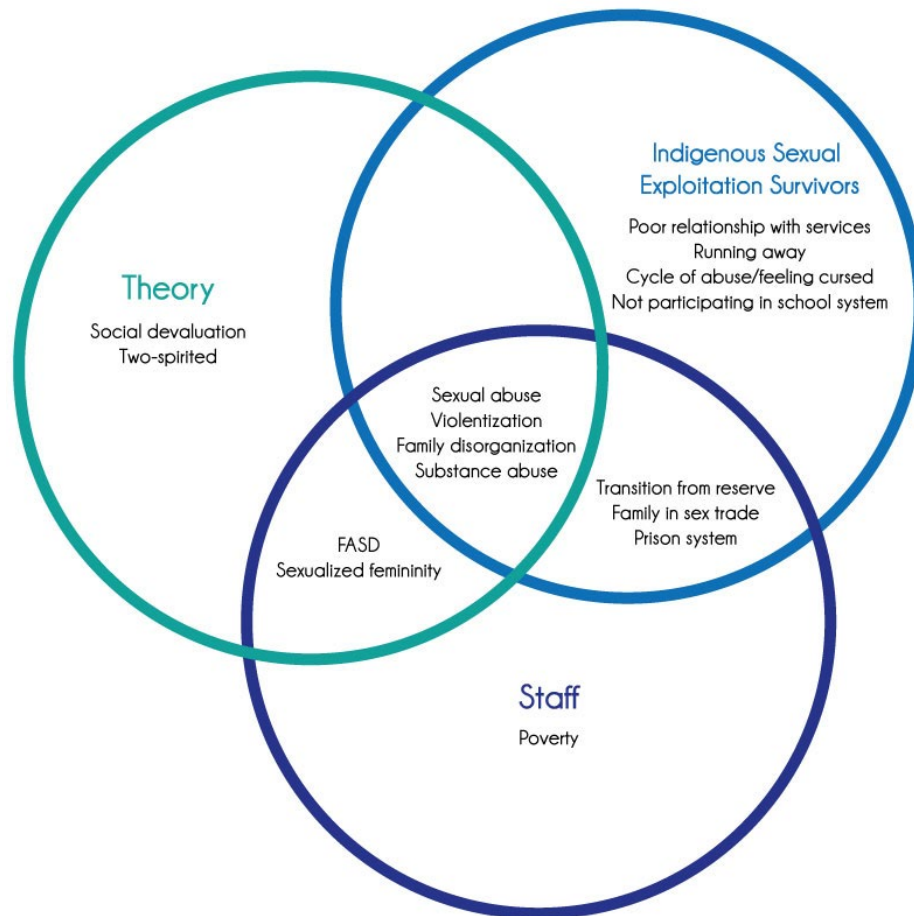 Indigenous Sexual
Exploitation Survivors
Poor relationship with services
Running away
Cycle of abuse/feeling cursed
Not participating in school system
Theory
Social devaluation
Two-spirited
Sexual abuse
Violentization
Family disorganization
Substance abuse
Transition from reserve
Family in sex trade
Prison system
FASD
Sexualized femininity
Staff
Poverty